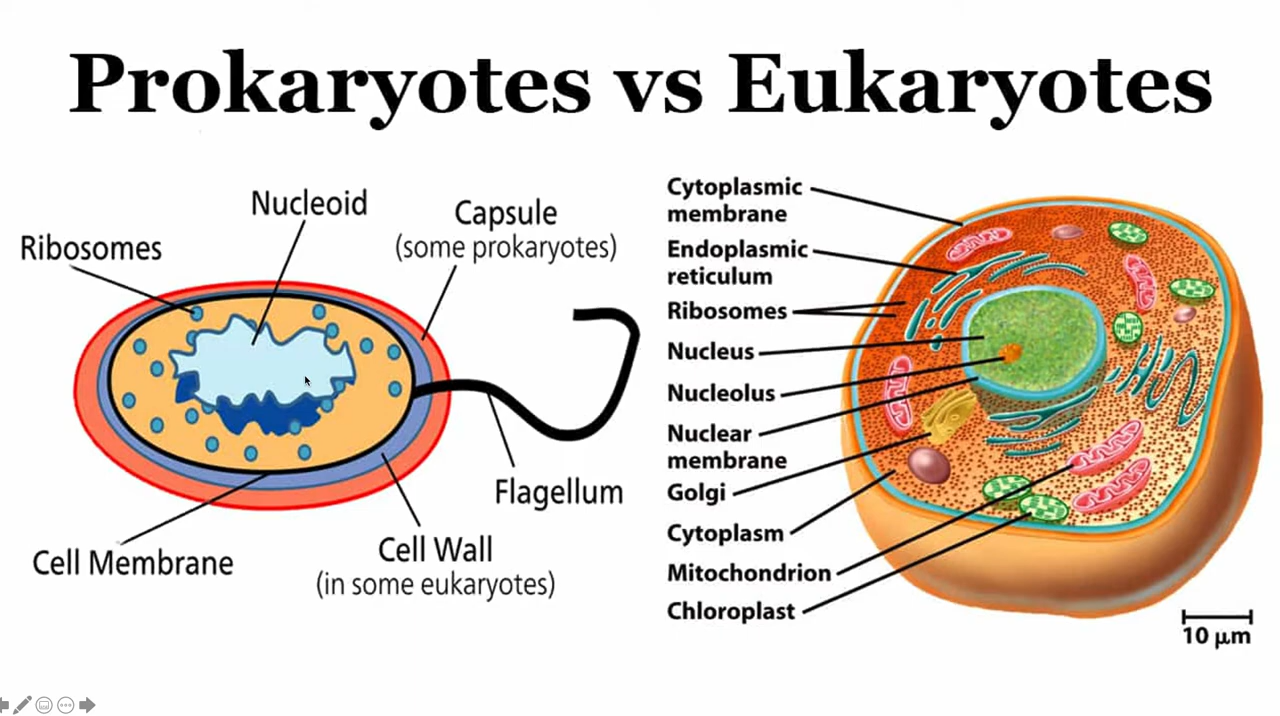 Prokaryotes vs Eukaryotes
Nucleoid
Ribosomes
Capsule
(some prokaryotes)
Flagellum
Cell Wall
(in some eukaryotes)
Cell Membrane
Cytoplasmic
membrane
Endoplasmic
reticulum
Ribosomes
Nucleus
Nucleolus
Nuclear
membrane
Golgi
Cytoplasm
Mitochondrion
Chloroplast
10 μm